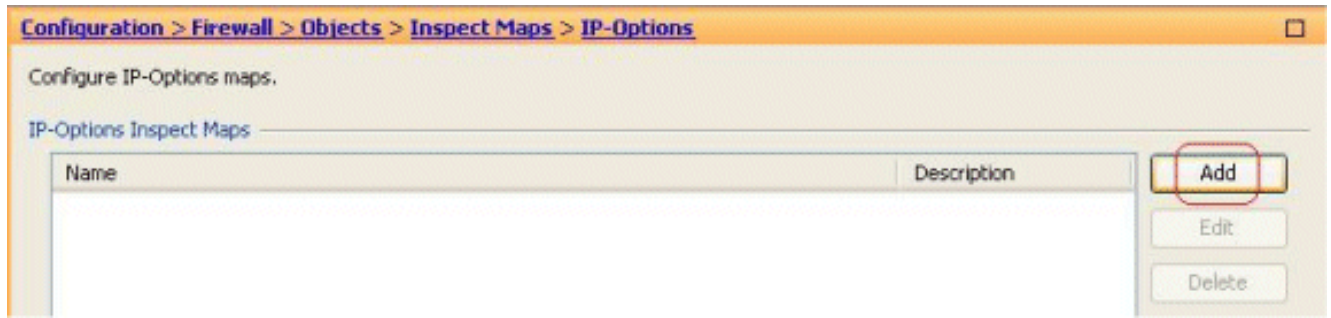 Configuration > Firewall > Objects > Inspect Maps > IP-Options
Configure IP-Options maps.
IP-Options Inspect Maps
Name Description Add
Edit
Delete